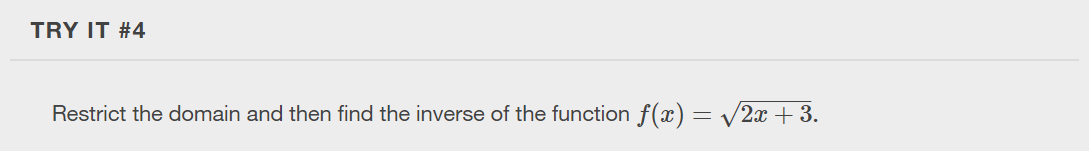 TRY IT #4
Restrict the domain and then find the inverse of the function f(x) = √2x + 3.